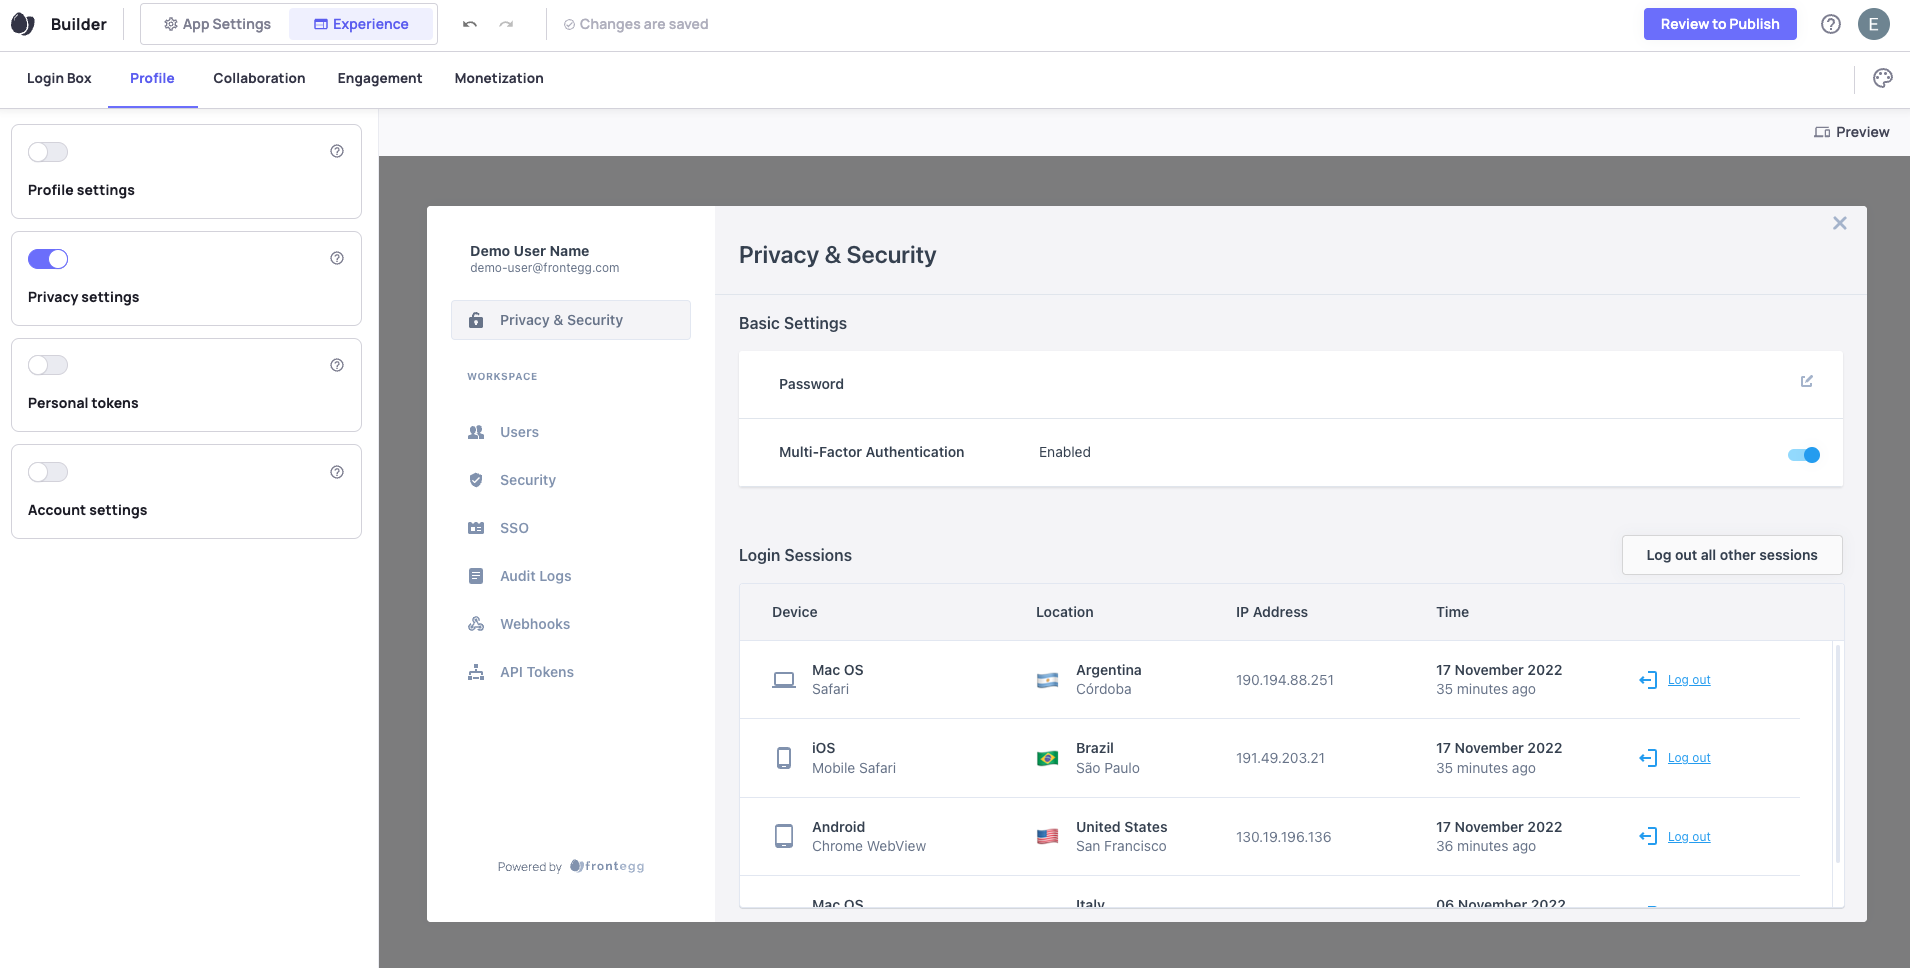 Builder
App Settings
Experience
Changes are saved
Review to Publish
E
Login Box
Profile
Collaboration
Engagement
Monetization
Preview
Profile settings
Privacy settings
Personal tokens
Account settings
Demo User Name
demo-user@frontegg.com
Privacy & Security
WORKSPACE
Users
Security
SSO
Audit Logs
Webhooks
API Tokens
Powered by frontegg
Privacy & Security
Basic Settings
Password
Multi-Factor Authentication Enabled
Login Sessions
Log out all other sessions
Device Location IP Address Time
Mac OS
Safari
Argentina
Córdoba
190.194.88.251
17 November 2022
35 minutes ago
Log out
iOS
Mobile Safari
Brazil
São Paulo
191.49.203.21
17 November 2022
35 minutes ago
Log out
Android
Chrome WebView
United States
San Francisco
130.19.196.136
17 November 2022
36 minutes ago
Log out
Mac OS
Italy
06 November 2022